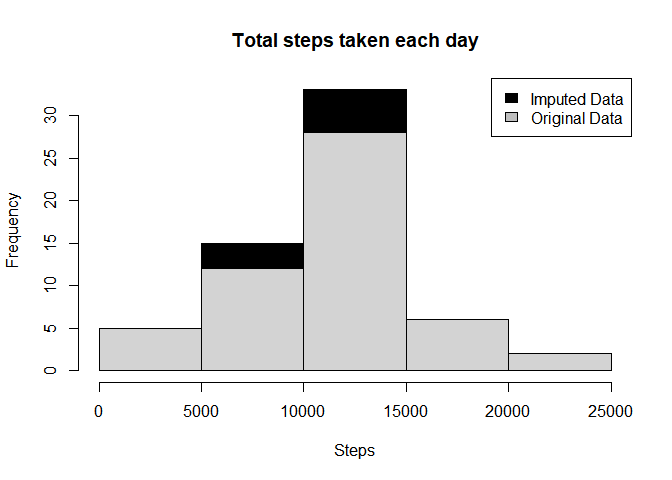 Total steps taken each day
Imputed Data
Original Data
Frequency
30
25
20
15
10
5
0
0 5000 10000 15000 20000 25000
Steps